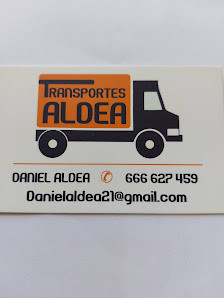 TRANSPORTES
ALDEA
DANIEL ALDEA ✆ 666 627 459
Danielaldea21@gmail.com